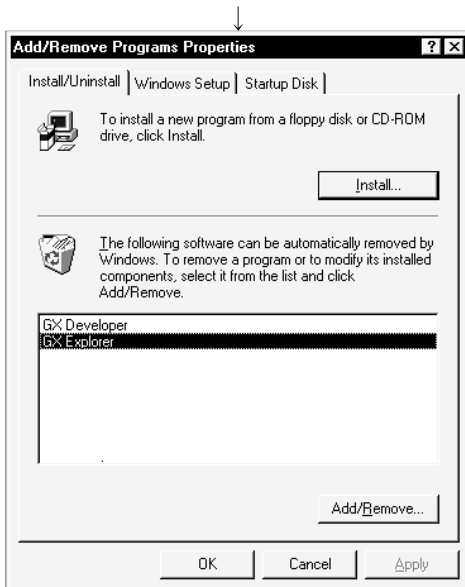 Add/Remove Programs Properties
Install/Uninstall Windows Setup Startup Disk
To install a new program from a floppy disk or CD-ROM
drive, click Install.
Install...
The following software can be automatically removed by
Windows. To remove a program or to modify its installed
components, select it from the list and click
Add/Remove.
GX Developer
GX Explorer
Add/Remove...
OK Cancel Apply